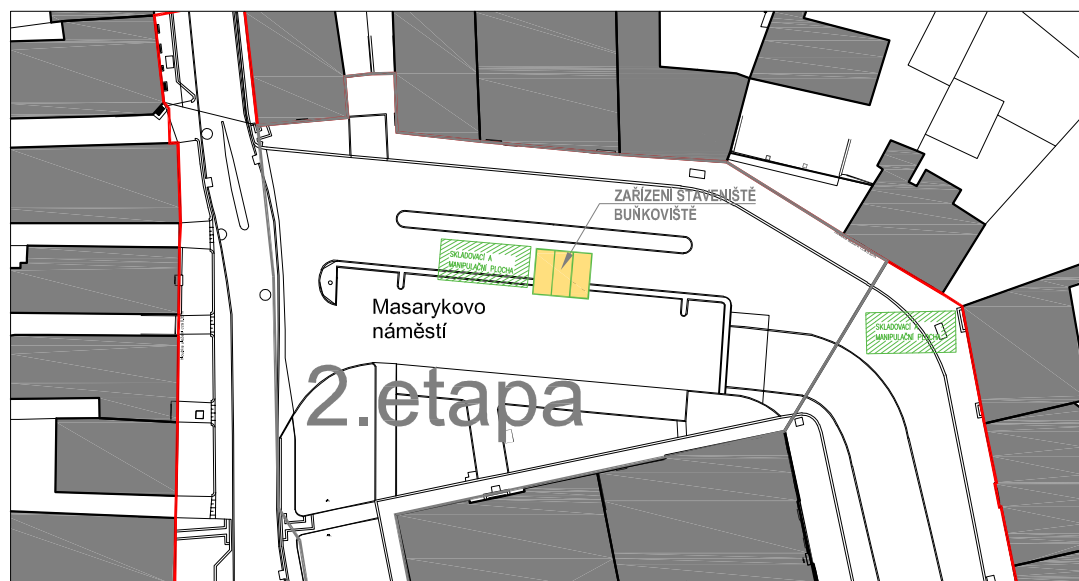 ZAŘÍZENÍ STAVENIŠTĚ
BUŇKOVIŠTĚ
SKLADOVACÍ A
MANIPULAČNÍ PLOCHA
Masarykovo
náměstí
SKLADOVACÍ A
MANIPULAČNÍ PLOCHA
2.etapa